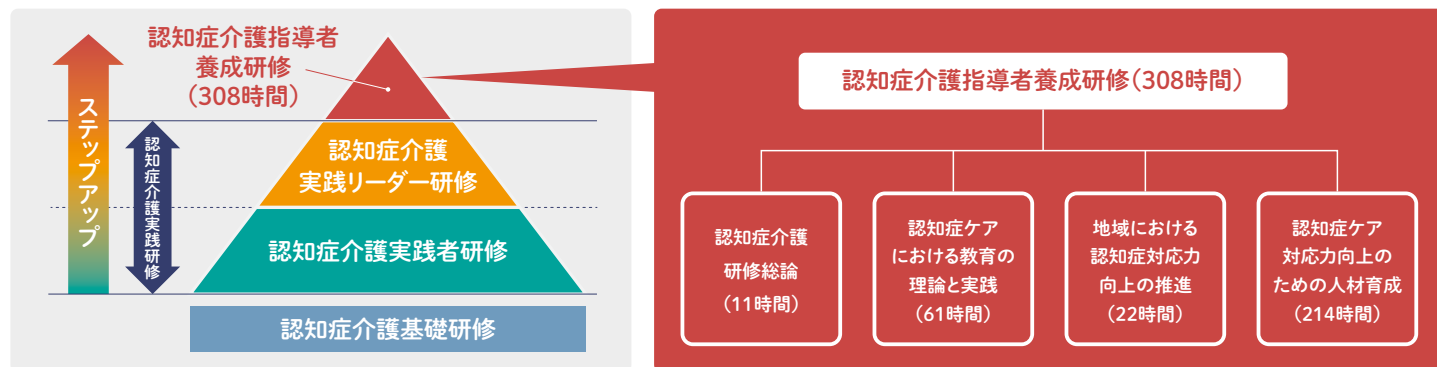 認知症介護指導者
養成研修
（308時間）
ステップアップ
認知症介護実践研修
認知症介護
実践リーダー研修
認知症介護実践者研修
認知症介護基礎研修
認知症介護指導者養成研修（308時間）
認知症介護
研修総論
（11時間）
認知症ケア
における教育の
理論と実践
（61時間）
地域における
認知症対応力
向上の推進
（22時間）
認知症ケア
対応力向上の
ための人材育成
（214時間）